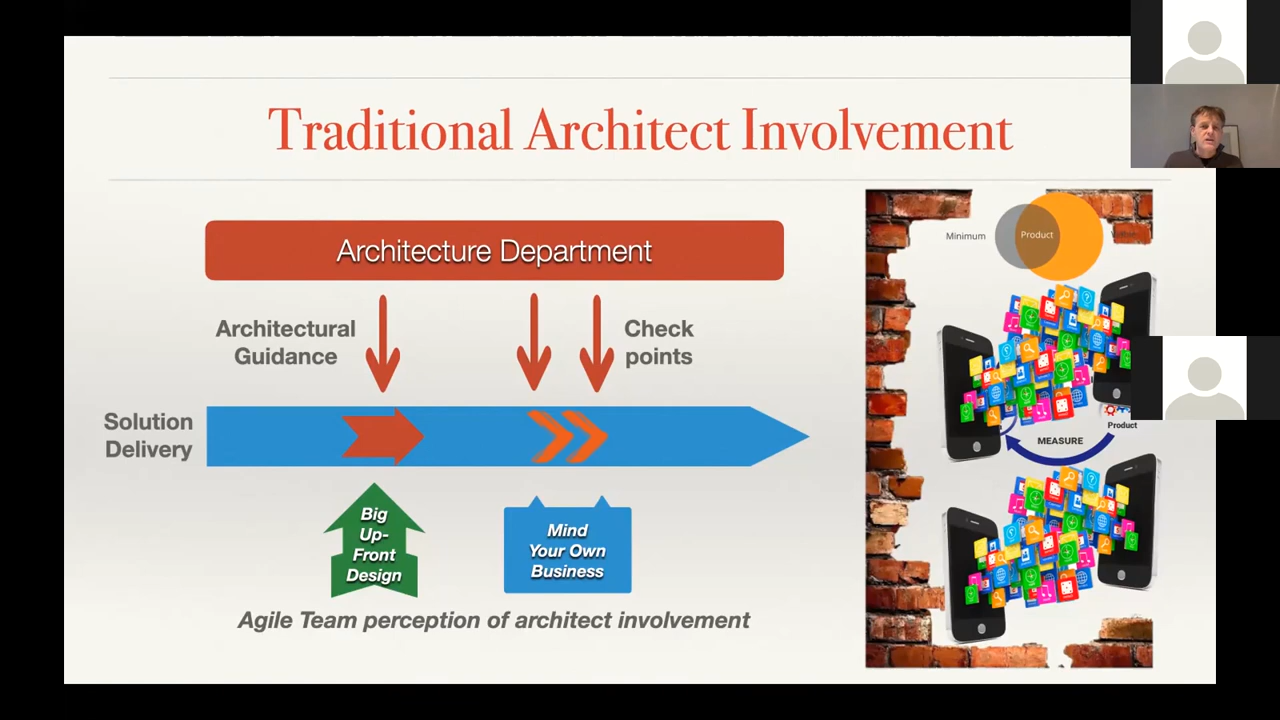 Traditional Architect Involvement
Architecture Department
Architectural
Guidance
Check
points
Solution
Delivery
Big
Up-
Front
Design
Mind
Your Own
Business
Agile Team perception of architect involvement
Minimum
Product
MEASURE
Product